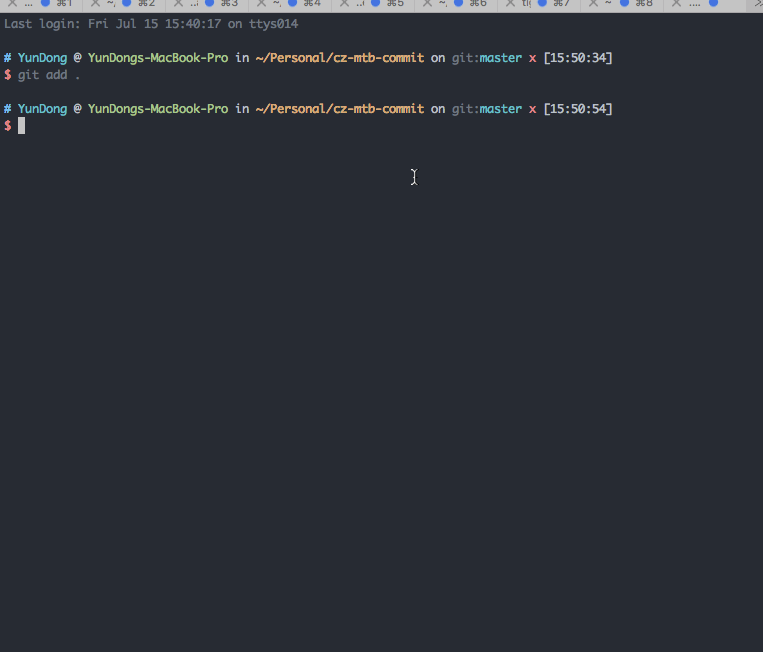 ... ⌘1 ~, ⌘2 ..i ⌘3 ~. ⌘4 ..i ⌘5 ~, ⌘6 ⌘7 ~ ⌘8 ....
Last login: Fri Jul 15 15:40:17 on ttys014
# YunDong @ YunDongs-MacBook-Pro in ~/Personal/cz-mtb-commit on git:master x [15:50:34]
$ git add .
# YunDong @ YunDongs-MacBook-Pro in ~/Personal/cz-mtb-commit on git:master x [15:50:54]
$